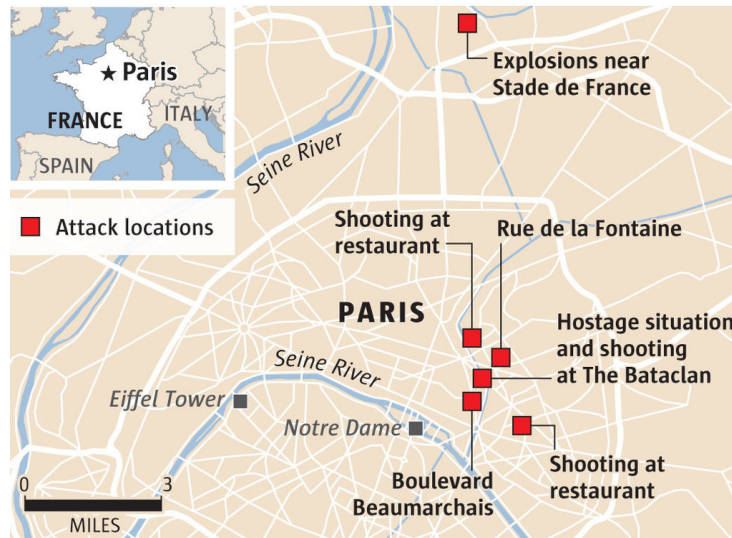 Paris
FRANCE
ITALY
SPAIN
Explosions near
Stade de France
Seine River
Attack locations
Shooting at
restaurant
Rue de la Fontaine
PARIS
Hostage situation
and shooting
at The Bataclan
Seine River
Eiffel Tower
Notre Dame
Boulevard
Beaumarchais
Shooting at
restaurant
0 3
MILES